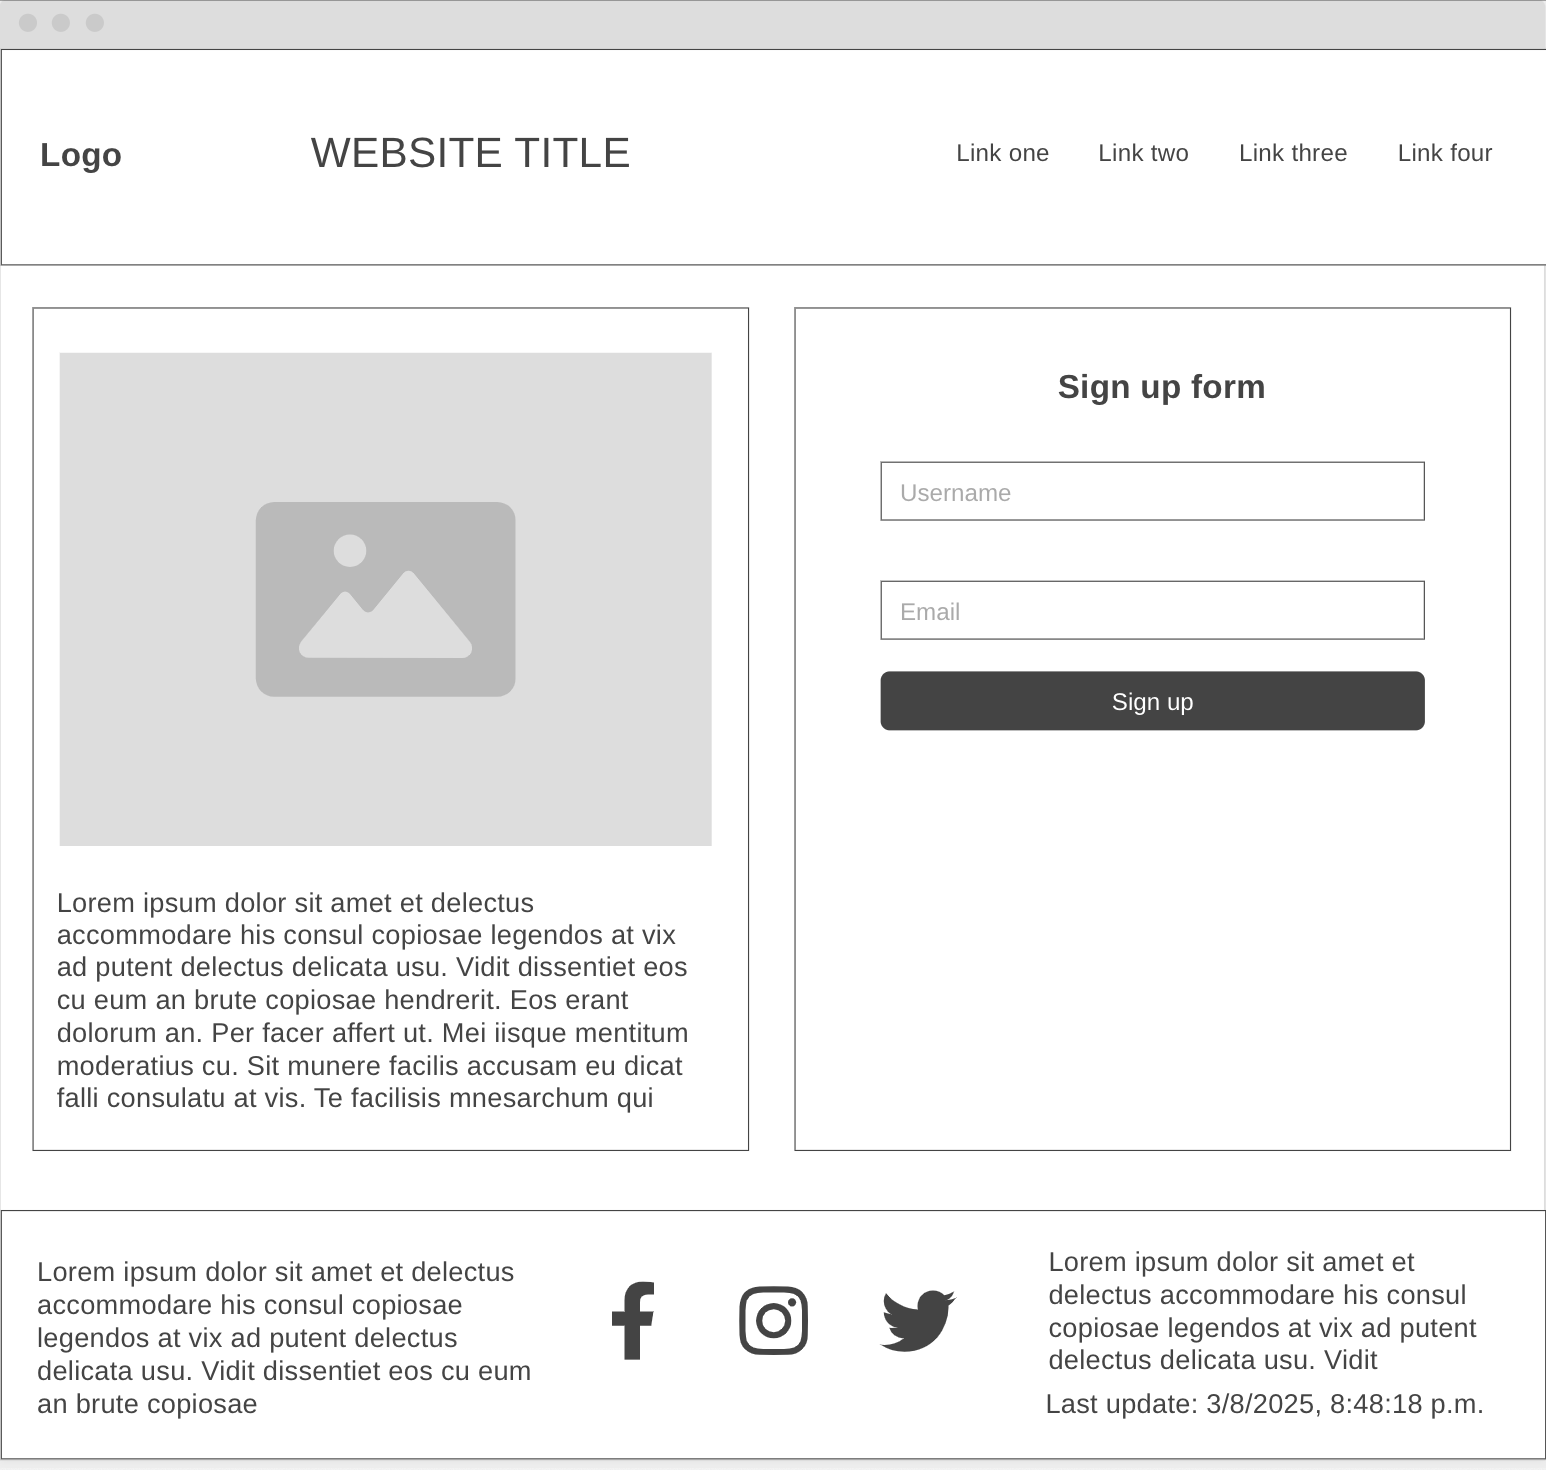 Logo
WEBSITE TITLE
Link one
Link two
Link three
Link four
Lorem ipsum dolor sit amet et delectus
accommodare his consul copiosae legendos at vix
ad putent delectus delicata usu. Vidit dissentiet eos
cu eum an brute copiosae hendrerit. Eos erant
dolorum an. Per facer affert ut. Mei iisque mentitum
moderatius cu. Sit munere facilis accusam eu dicat
falli consulatu at vis. Te facilisis mnesarchum qui
Sign up form
Username
Email
Sign up
Lorem ipsum dolor sit amet et delectus
accommodare his consul copiosae
legendos at vix ad putent delectus
delicata usu. Vidit dissentiet eos cu eum
an brute copiosae
Lorem ipsum dolor sit amet et
delectus accommodare his consul
copiosae legendos at vix ad putent
delectus delicata usu. Vidit
Last update: 3/8/2025, 8:48:18 p.m.